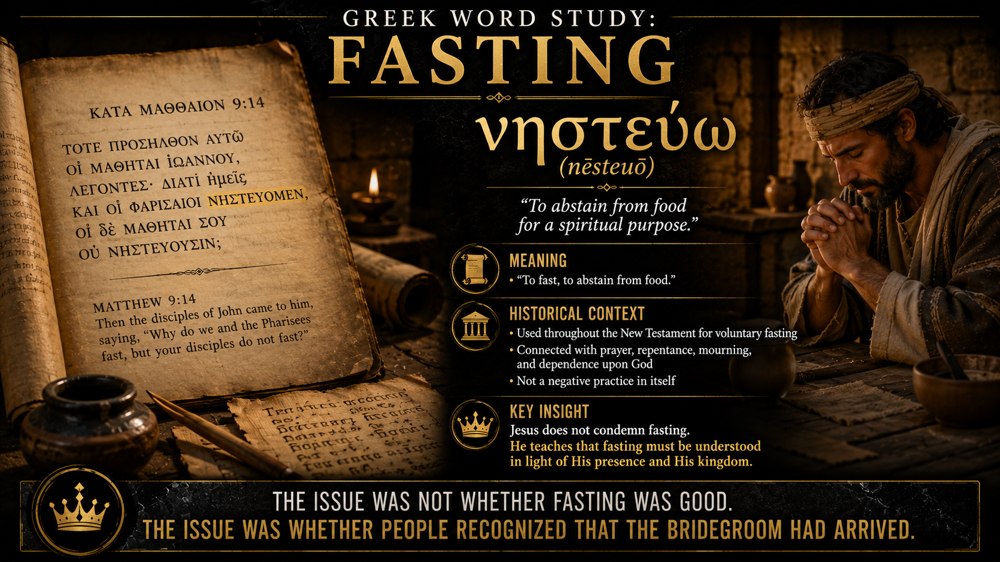 GREEK WORD STUDY:
FASTING
ΚΑΤΑ ΜΑΘΘΑΙΟΝ 9:14
ΤΟΤΕ ΠΡΟΣΗΛΘΟΝ ΑΥΤῼ̃
ΟἹ ΜΑΘΗΤΑΙ ἸΩΑΝΝΟΥ,
ΛΕΓΟΝΤΕΣ· ΔΙΑΤΊ ἡμεῖς
ΚΑΙ ΟἹ ΦΑΡΙΣΑΙΟΙ ΝΗΣΤΕΥΟΜΕΝ,
ΟἹ δὲ ΜΑΘΗΤΑΙ ΣΟΥ
Οὐ ΝΗΣΤΕΥΟΥΣΙΝ;
MATTHEW 9:14
Then the disciples of John came to him,
saying, “Why do we and the Pharisees
fast, but your disciples do not fast?”
νηστεύω
(nēsteuō)
“To abstain from food
for a spiritual purpose.”
MEANING
• “To fast, to abstain from food.”
HISTORICAL CONTEXT
• Used throughout the New Testament for voluntary fasting
• Connected with prayer, repentance, mourning,
and dependence upon God
• Not a negative practice in itself
KEY INSIGHT
Jesus does not condemn fasting.
He teaches that fasting must be understood
in light of His presence and His kingdom.
THE ISSUE WAS NOT WHETHER FASTING WAS GOOD.
THE ISSUE WAS WHETHER PEOPLE RECOGNIZED THAT THE BRIDEGROOM HAD ARRIVED.